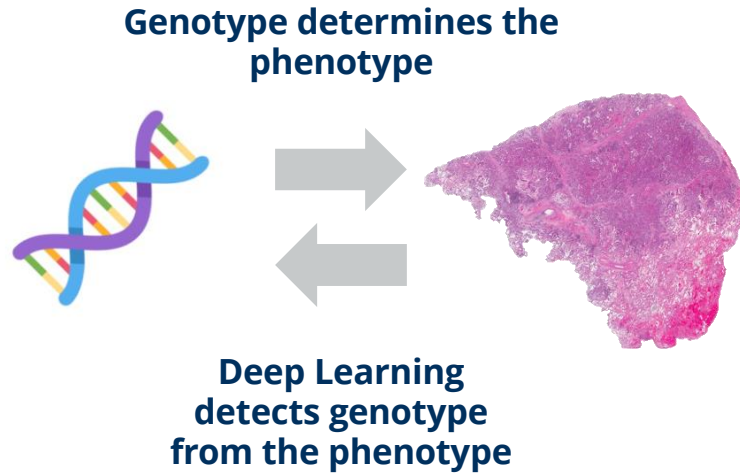 Genotype determines the
phenotype
Deep Learning
detects genotype
from the phenotype